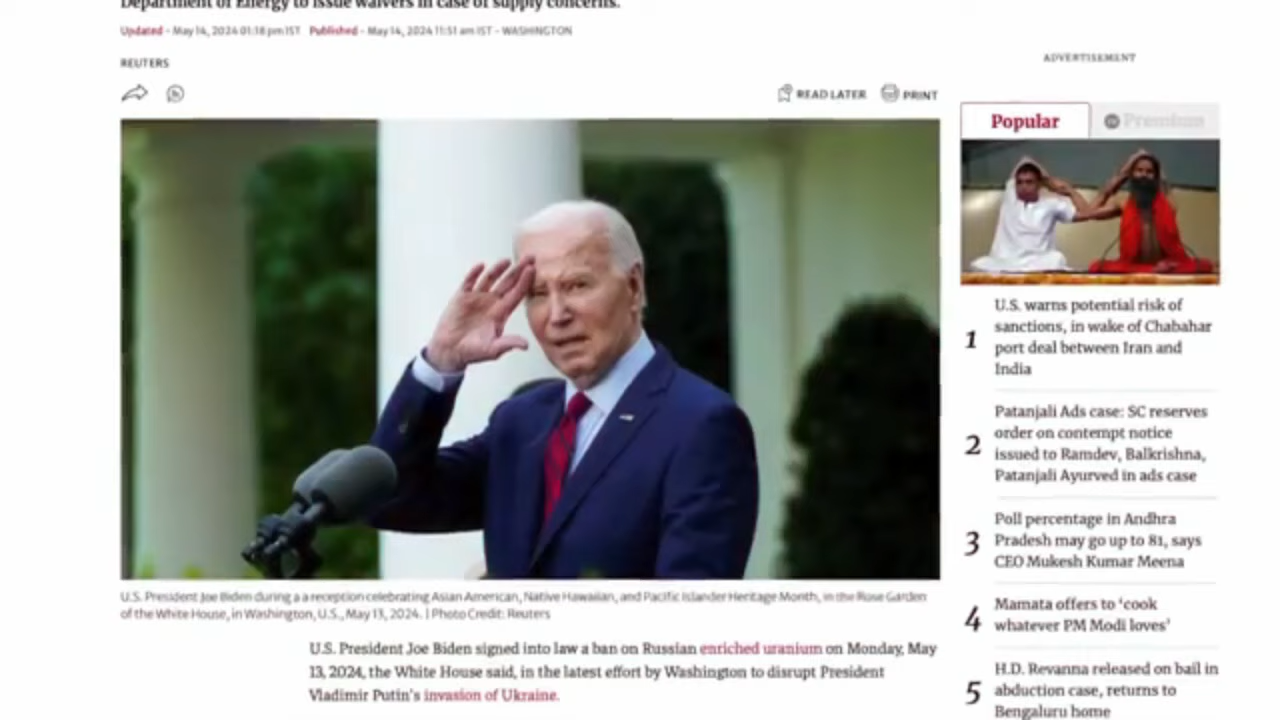 Department of Energy to issue waivers in case of supply concerns.
Updated - May 14, 2024 01:18 pm IST Published - May 14, 2024 11:51 am IST - WASHINGTON
REUTERS
READ LATER PRINT
U.S. President Joe Biden during a a reception celebrating Asian American, Native Hawaiian, and Pacific Islander Heritage Month, in the Rose Garden
of the White House, in Washington, U.S., May 13, 2024. | Photo Credit: Reuters
U.S. President Joe Biden signed into law a ban on Russian enriched uranium on Monday, May
13, 2024, the White House said, in the latest effort by Washington to disrupt President
Vladimir Putin's invasion of Ukraine.
ADVERTISEMENT
Popular Premium
1
U.S. warns potential risk of
sanctions, in wake of Chabahar
port deal between Iran and
India
2
Patanjali Ads case: SC reserves
order on contempt notice
issued to Ramdev, Balkrishna,
Patanjali Ayurved in ads case
3
Poll percentage in Andhra
Pradesh may go up to 81, says
CEO Mukesh Kumar Meena
4
Mamata offers to ‘cook
whatever PM Modi loves’
5
H.D. Revanna released on bail in
abduction case, returns to
Bengaluru home